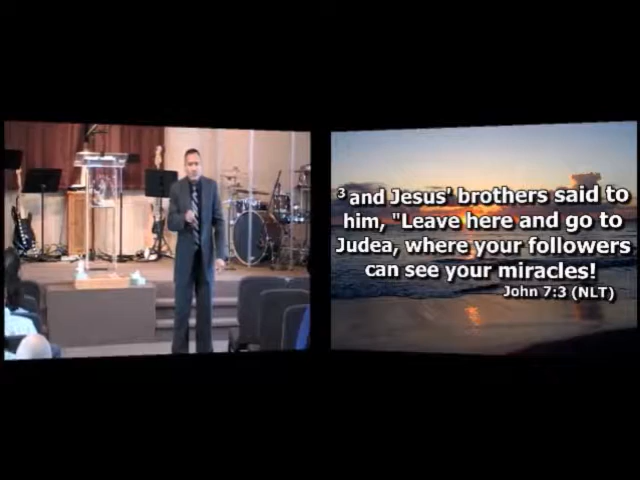 3 and Jesus' brothers said to
him, "Leave here and go to
Judea, where your followers
can see your miracles!
John 7:3 (NLT)